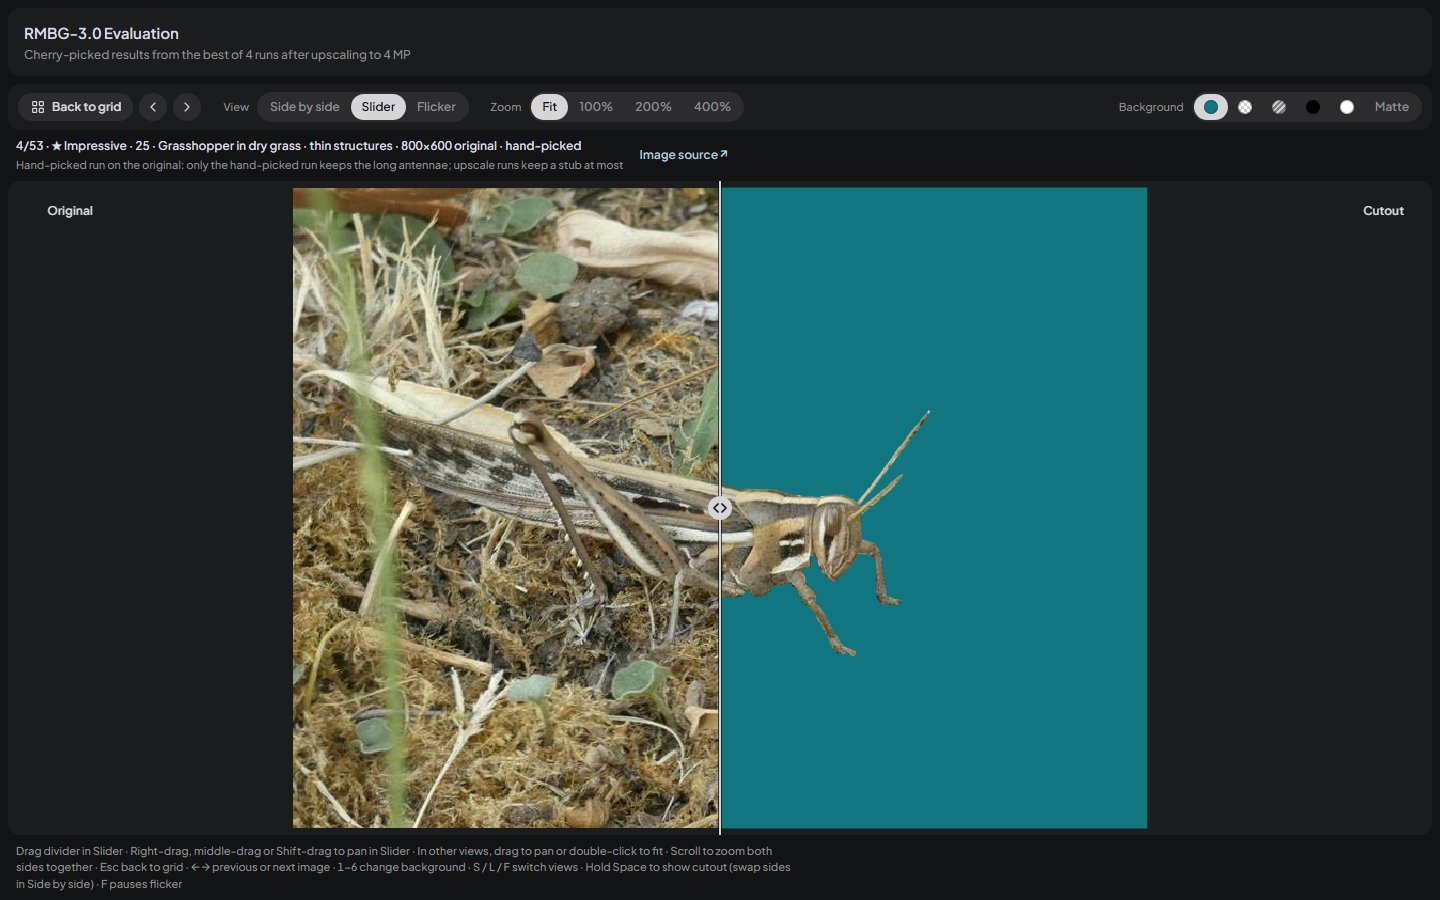 RMBG-3.0 Evaluation
Cherry-picked results from the best of 4 runs after upscaling to 4 MP
Back to grid
View
Side by side
Slider
Flicker
Zoom
Fit
100%
200%
400%
Background
Matte
4/53 · ★ Impressive · 25 · Grasshopper in dry grass · thin structures · 800×600 original · hand-picked
Hand-picked run on the original: only the hand-picked run keeps the long antennae; upscale runs keep a stub at most
Image source↗
Original
Cutout
Drag divider in Slider · Right-drag, middle-drag or Shift-drag to pan in Slider · In other views, drag to pan or double-click to fit · Scroll to zoom both
sides together · Esc back to grid · ←→ previous or next image · 1–6 change background · S / L / F switch views · Hold Space to show cutout (swap sides
in Side by side) · F pauses flicker